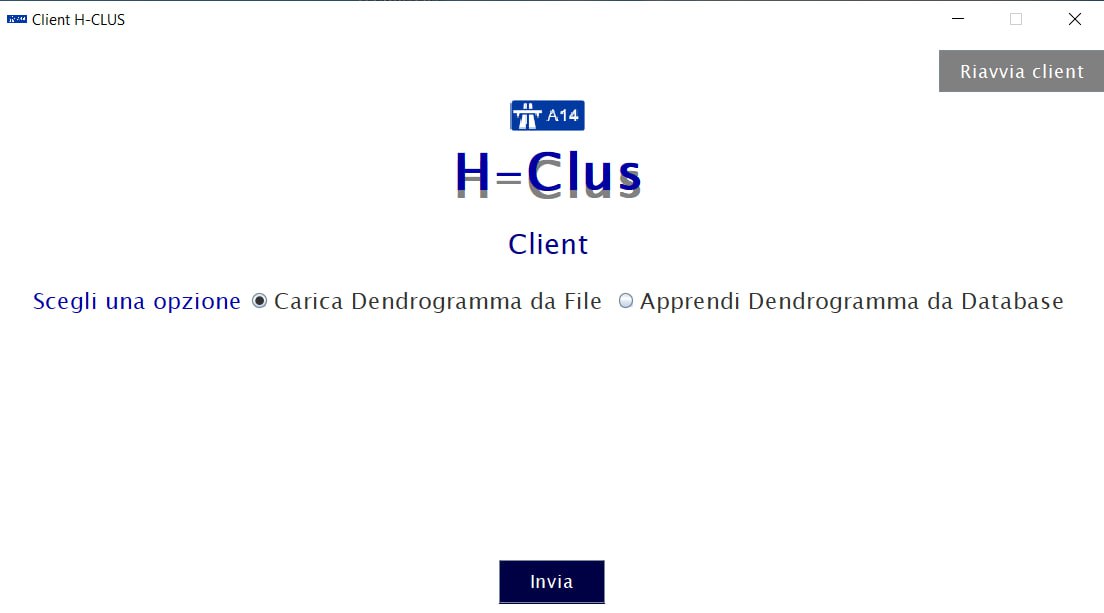 Client H-CLUS
Riavvia client
A14
H-Clus
Client
Scegli una opzione Carica Dendrogramma da File Apprendi Dendrogramma da Database
Invia